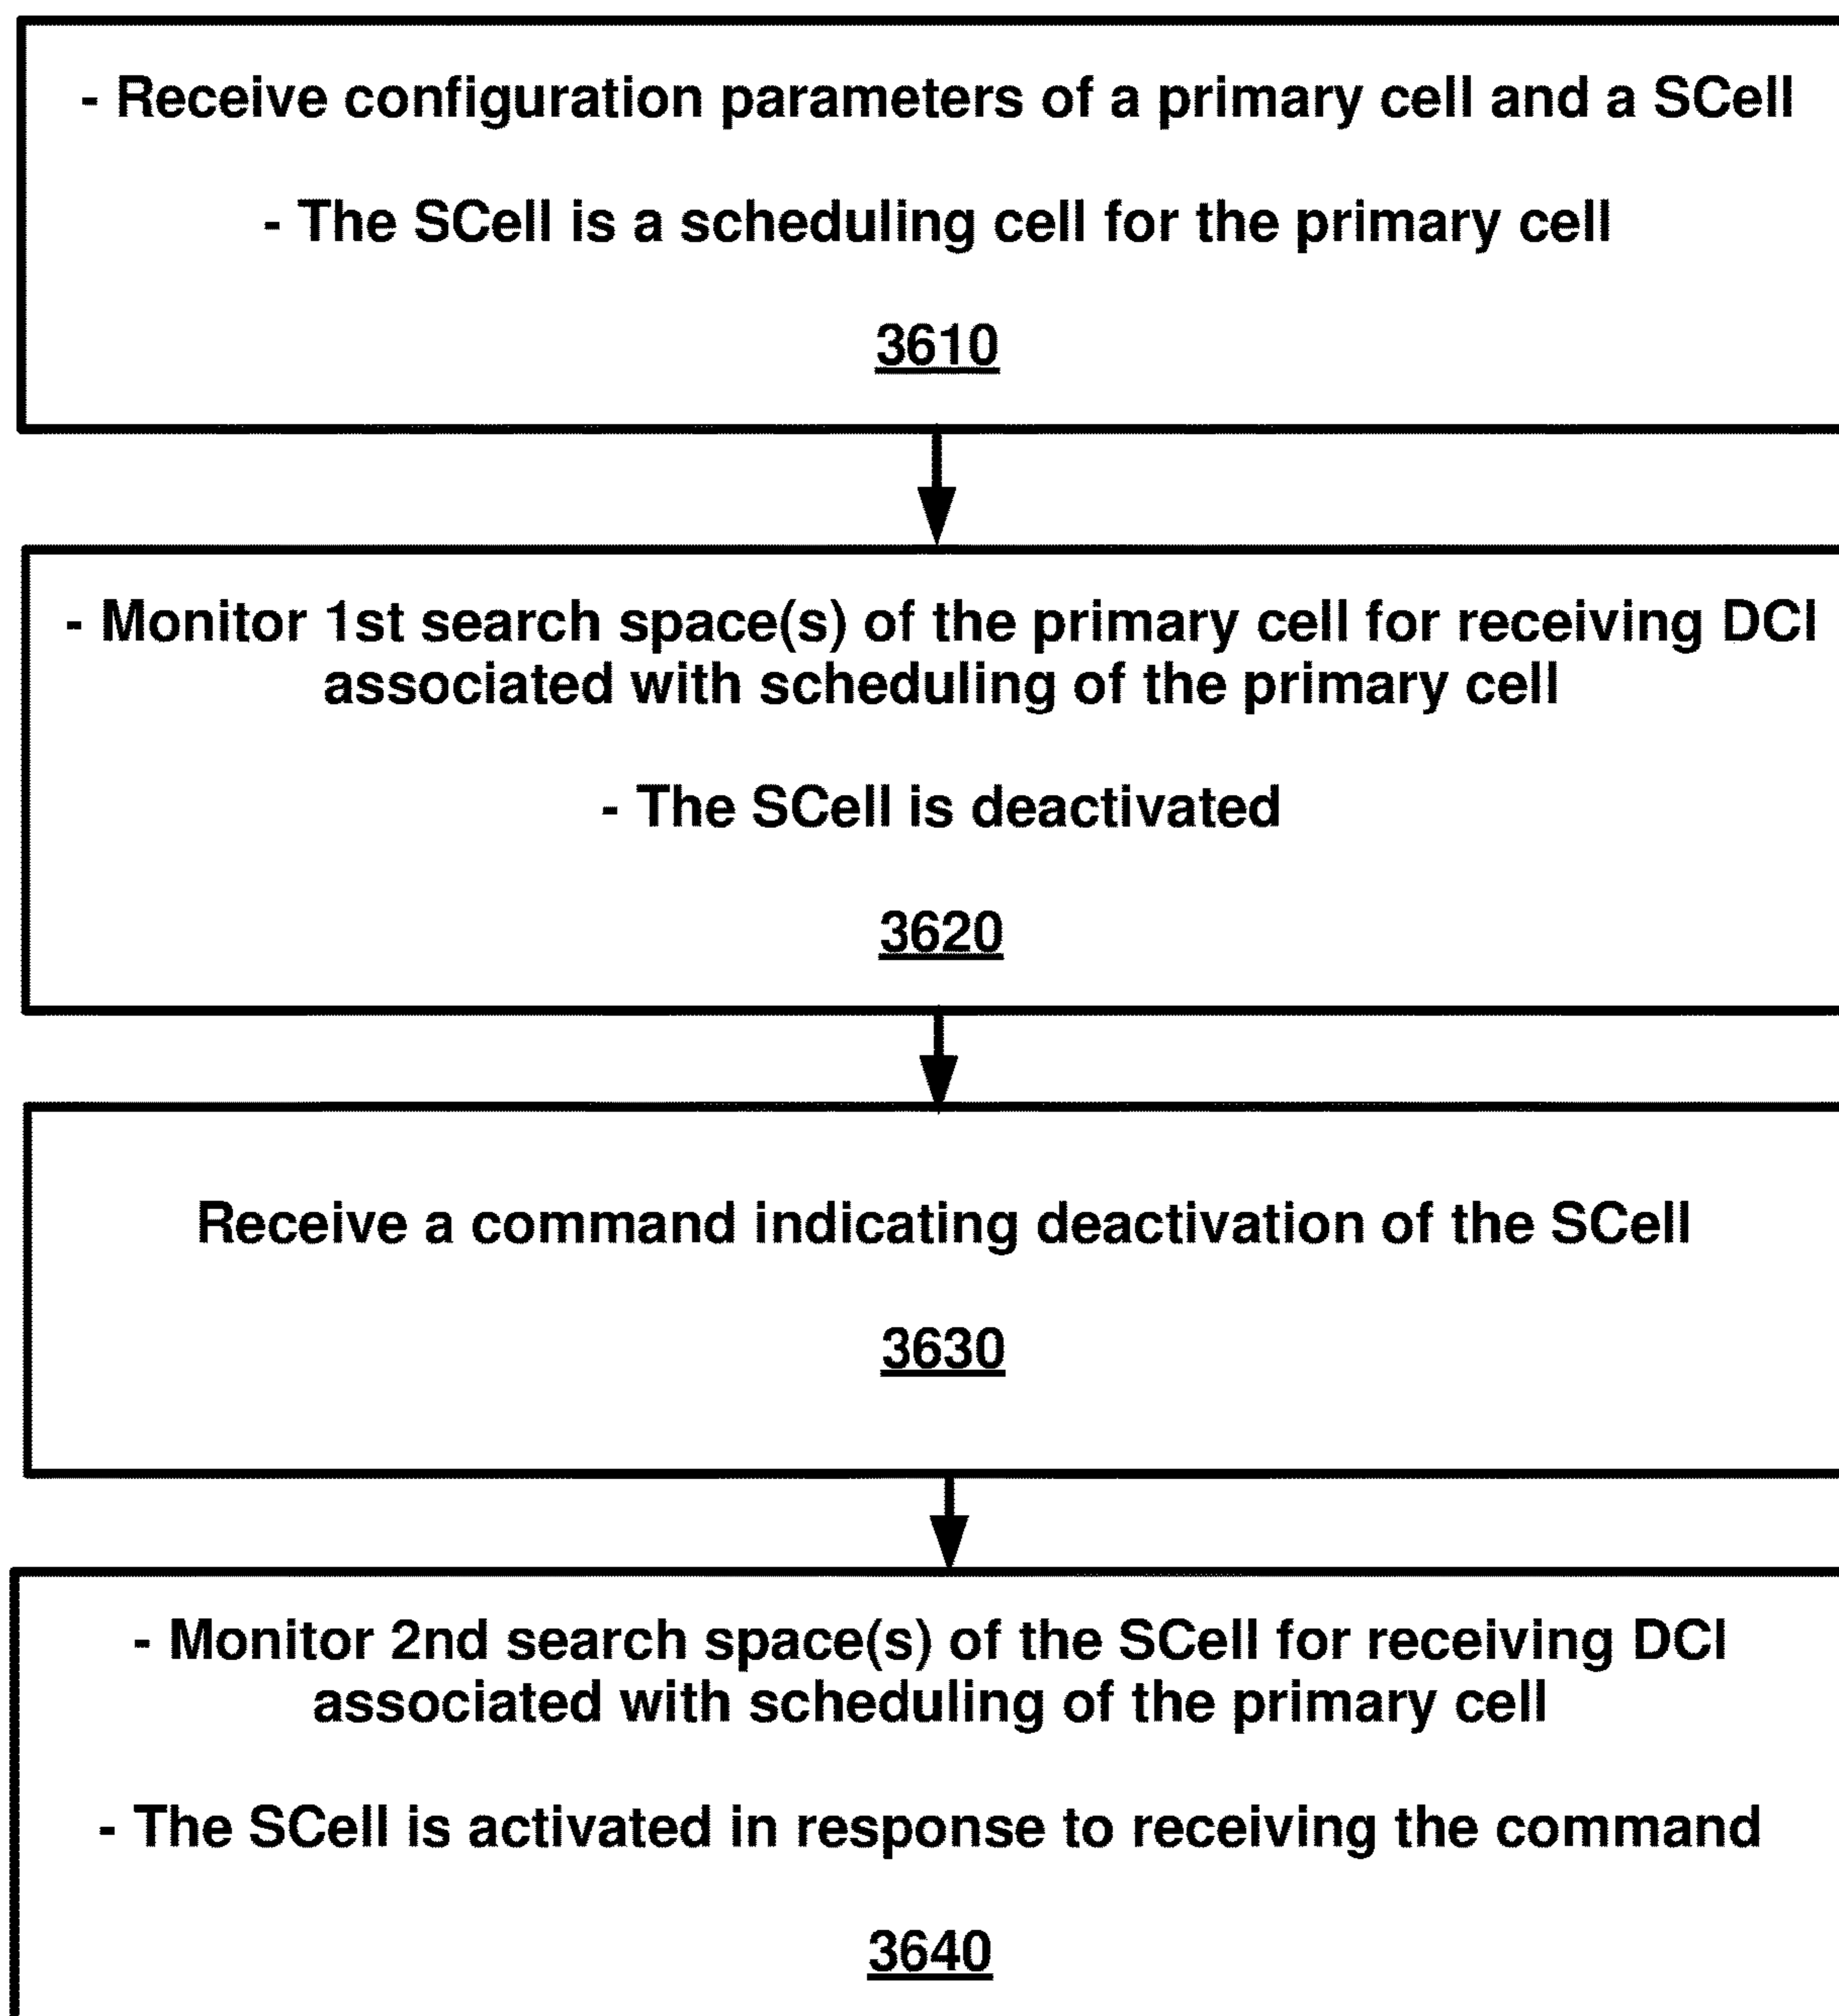 - Receive configuration parameters of a primary cell and a SCell
- The SCell is a scheduling cell for the primary cell
3610
- Monitor 1st search space(s) of the primary cell for receiving DCI
associated with scheduling of the primary cell
- The SCell is deactivated
3620
Receive a command indicating deactivation of the SCell
3630
- Monitor 2nd search space(s) of the SCell for receiving DCI
associated with scheduling of the primary cell
- The SCell is activated in response to receiving the command
3640